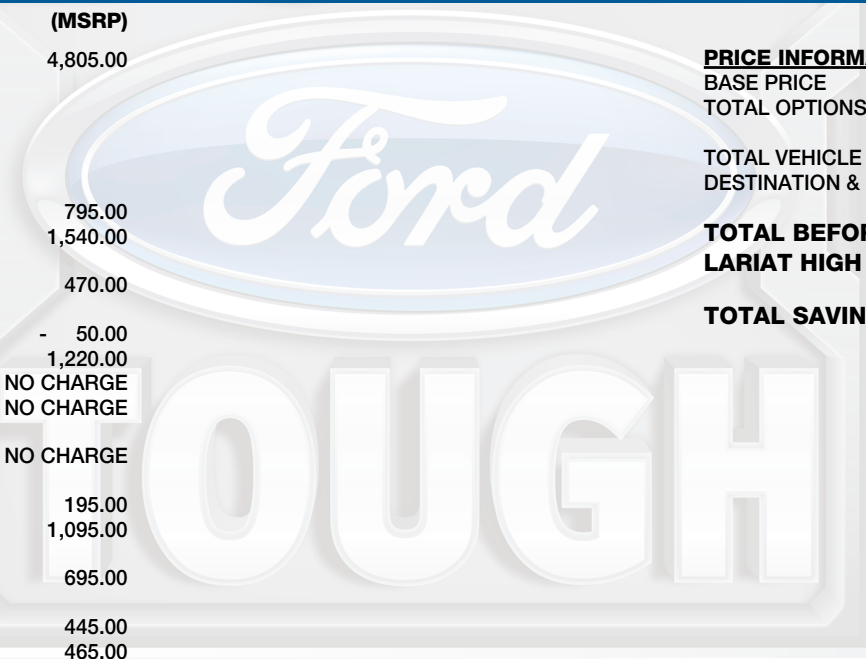 (MSRP)
4,805.00
795.00
1,540.00
470.00
- 50.00
1,220.00
NO CHARGE
NO CHARGE
NO CHARGE
195.00
1,095.00
695.00
445.00
465.00
PRICE INFORM
BASE PRICE
TOTAL OPTIONS
TOTAL VEHICLE
DESTINATION &
TOTAL BEFOR
LARIAT HIGH
TOTAL SAVIN
Ford
TOUGH